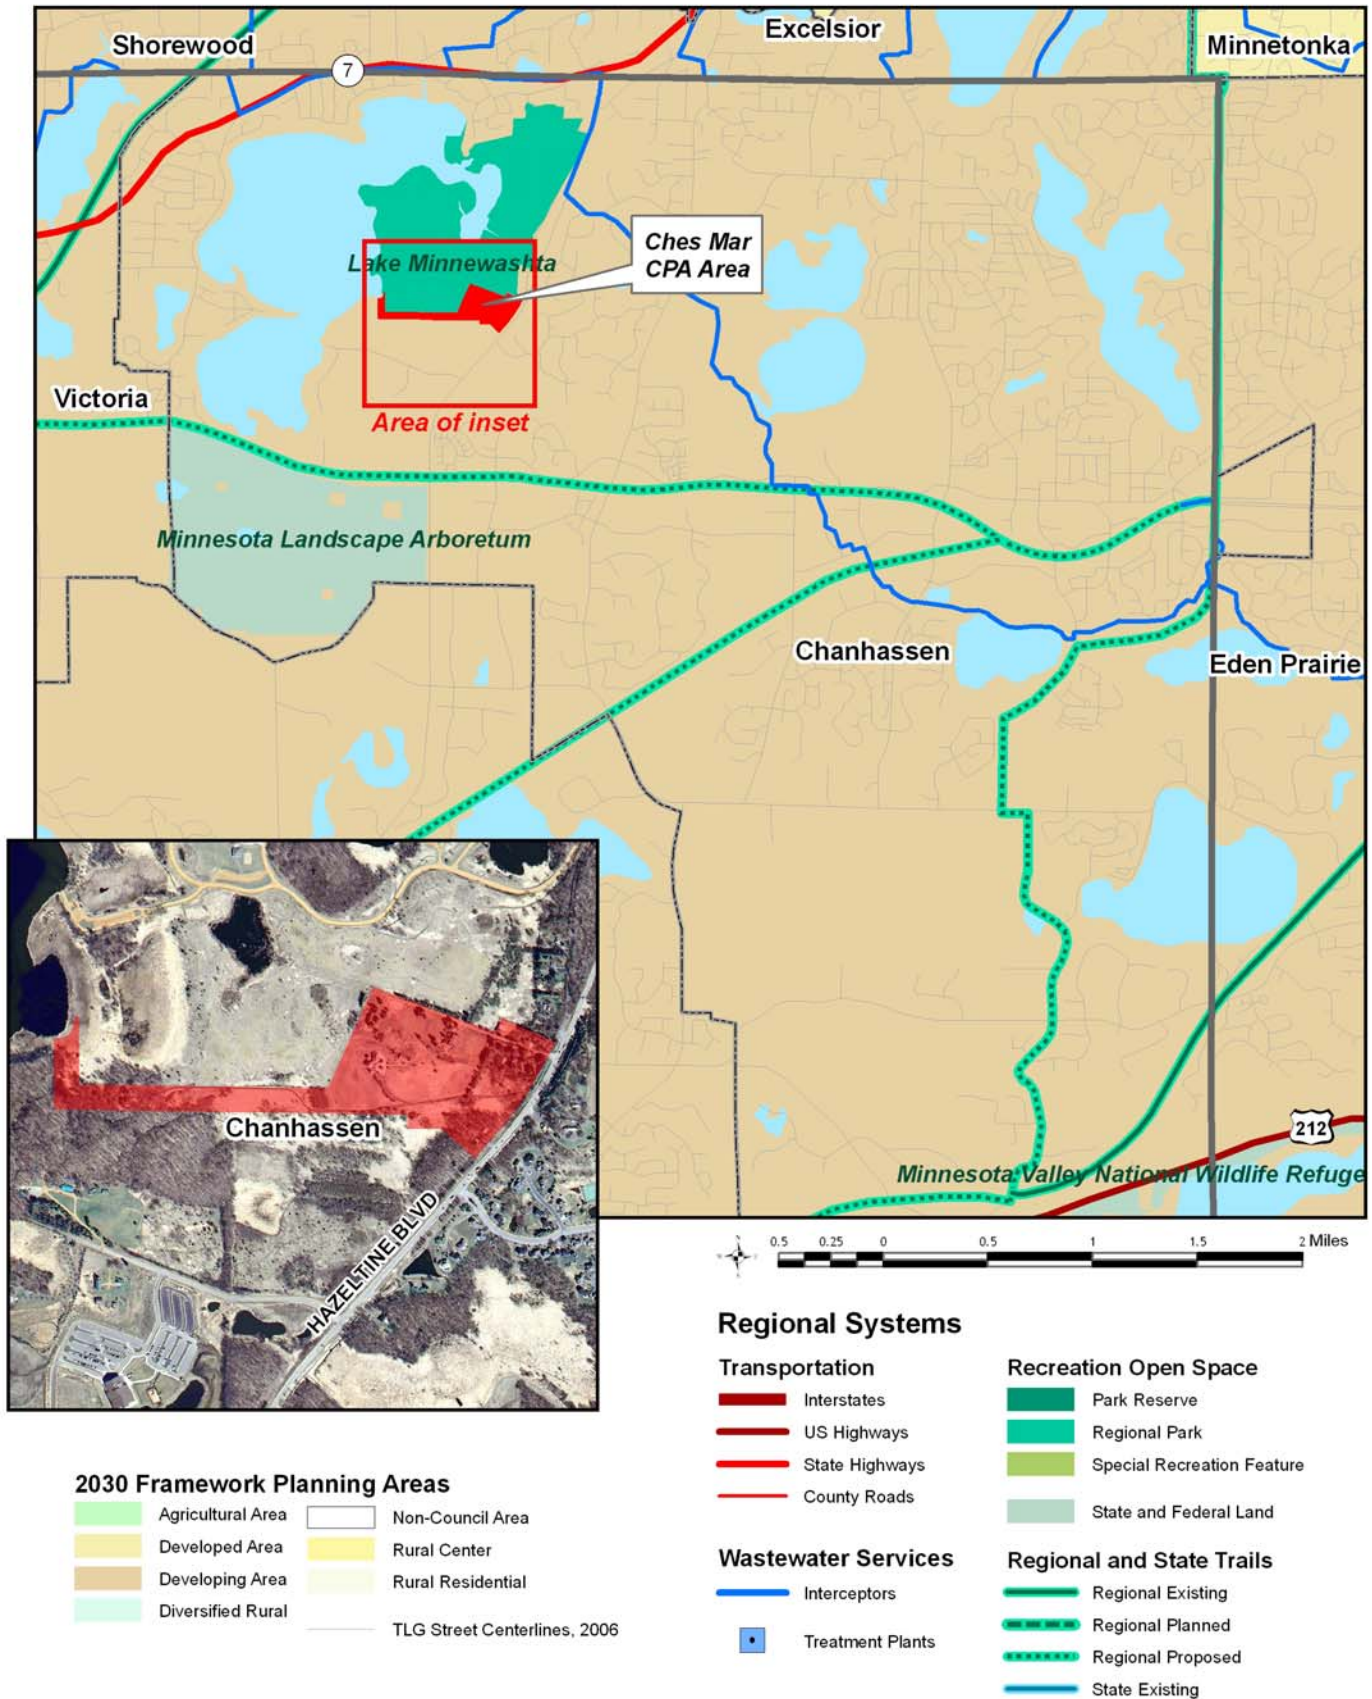 Shorewood
Excelsior
Minnetonka
7
Ches Mar
CPA Area
Lake Minnewashta
Victoria
Area of inset
Minnesota Landscape Arboretum
Chanhassen
Eden Prairie
212
Minnesota Valley National Wildlife Refuge
Chanhassen
HAZELTINE BLVD
0.5 0.25 0 0.5 1 1.5 2 Miles
Regional Systems
Transportation
Interstates
US Highways
State Highways
County Roads
Wastewater Services
Interceptors
Treatment Plants
Recreation Open Space
Park Reserve
Regional Park
Special Recreation Feature
State and Federal Land
Regional and State Trails
Regional Existing
Regional Planned
Regional Proposed
State Existing
2030 Framework Planning Areas
Agricultural Area
Developed Area
Developing Area
Diversified Rural
Non-Council Area
Rural Center
Rural Residential
TLG Street Centerlines, 2006